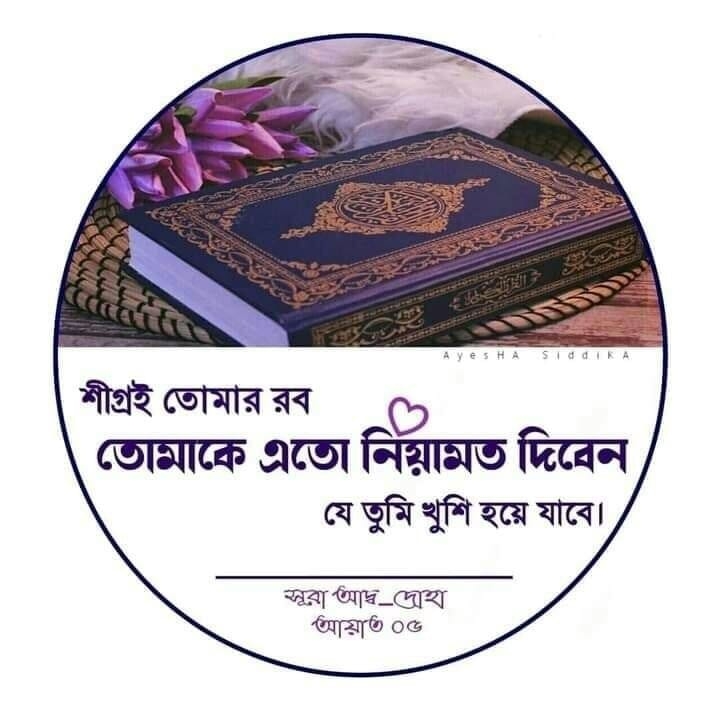 AyesHA SiddiKA
শীগ্রই তোমার রব
তোমাকে এতো নিয়ামত দিবেন
যে তুমি খুশি হয়ে যাবে।
সূরা আদ্ব_দোহা
আয়াত ০৫